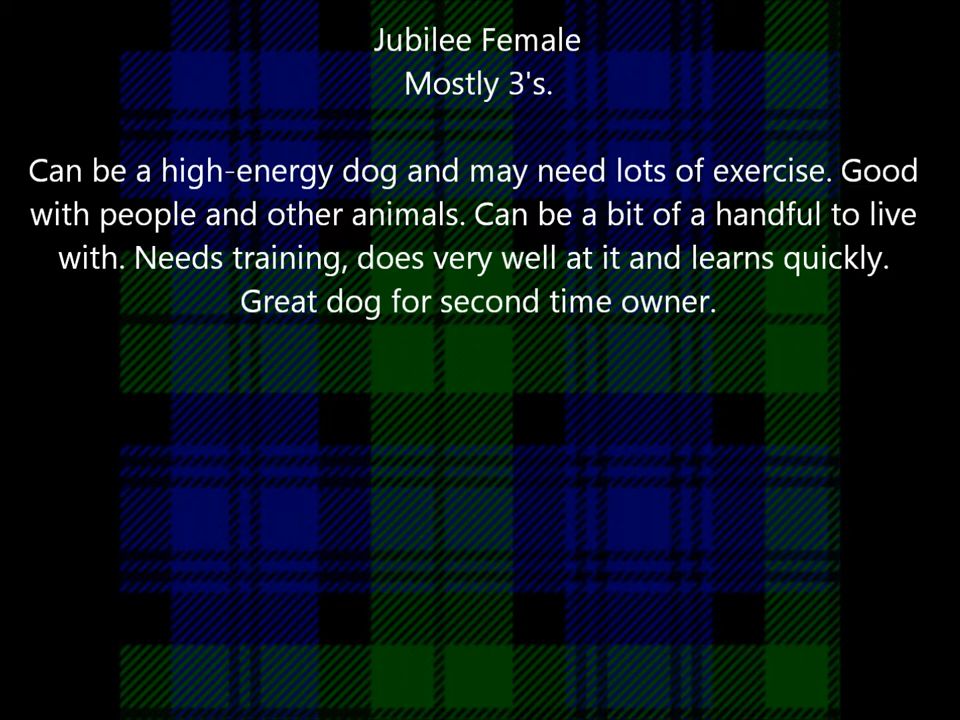 Jubilee Female
Mostly 3's.
Can be a high-energy dog and may need lots of exercise. Good
with people and other animals. Can be a bit of a handful to live
with. Needs training, does very well at it and learns quickly.
Great dog for second time owner.